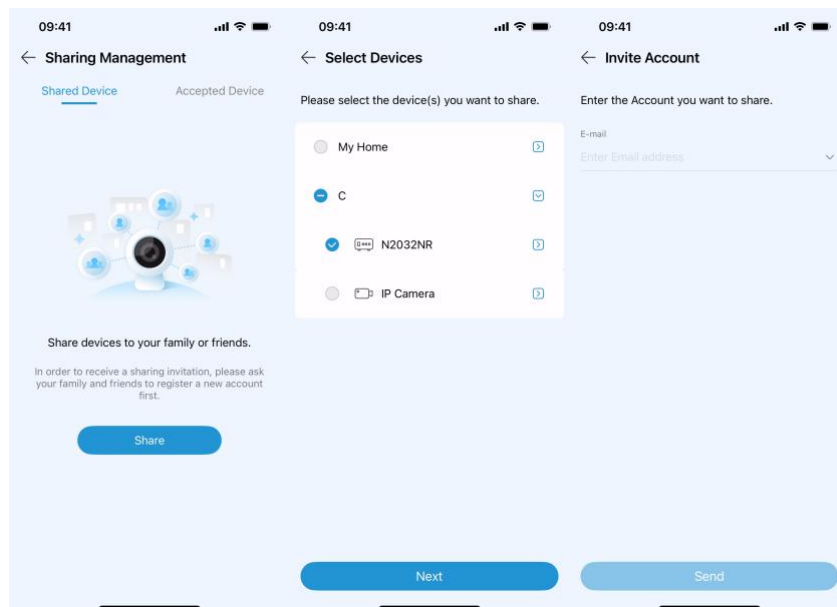 09:41
Sharing Management
Shared Device
Accepted Device
Share devices to your family or friends.
In order to receive a sharing invitation, please ask
your family and friends to register a new account
first.
Share
09:41
Select Devices
Please select the device(s) you want to share.
My Home
C
N2032NR
IP Camera
Next
09:41
Invite Account
Enter the Account you want to share.
E-mail
Enter Email address
Send